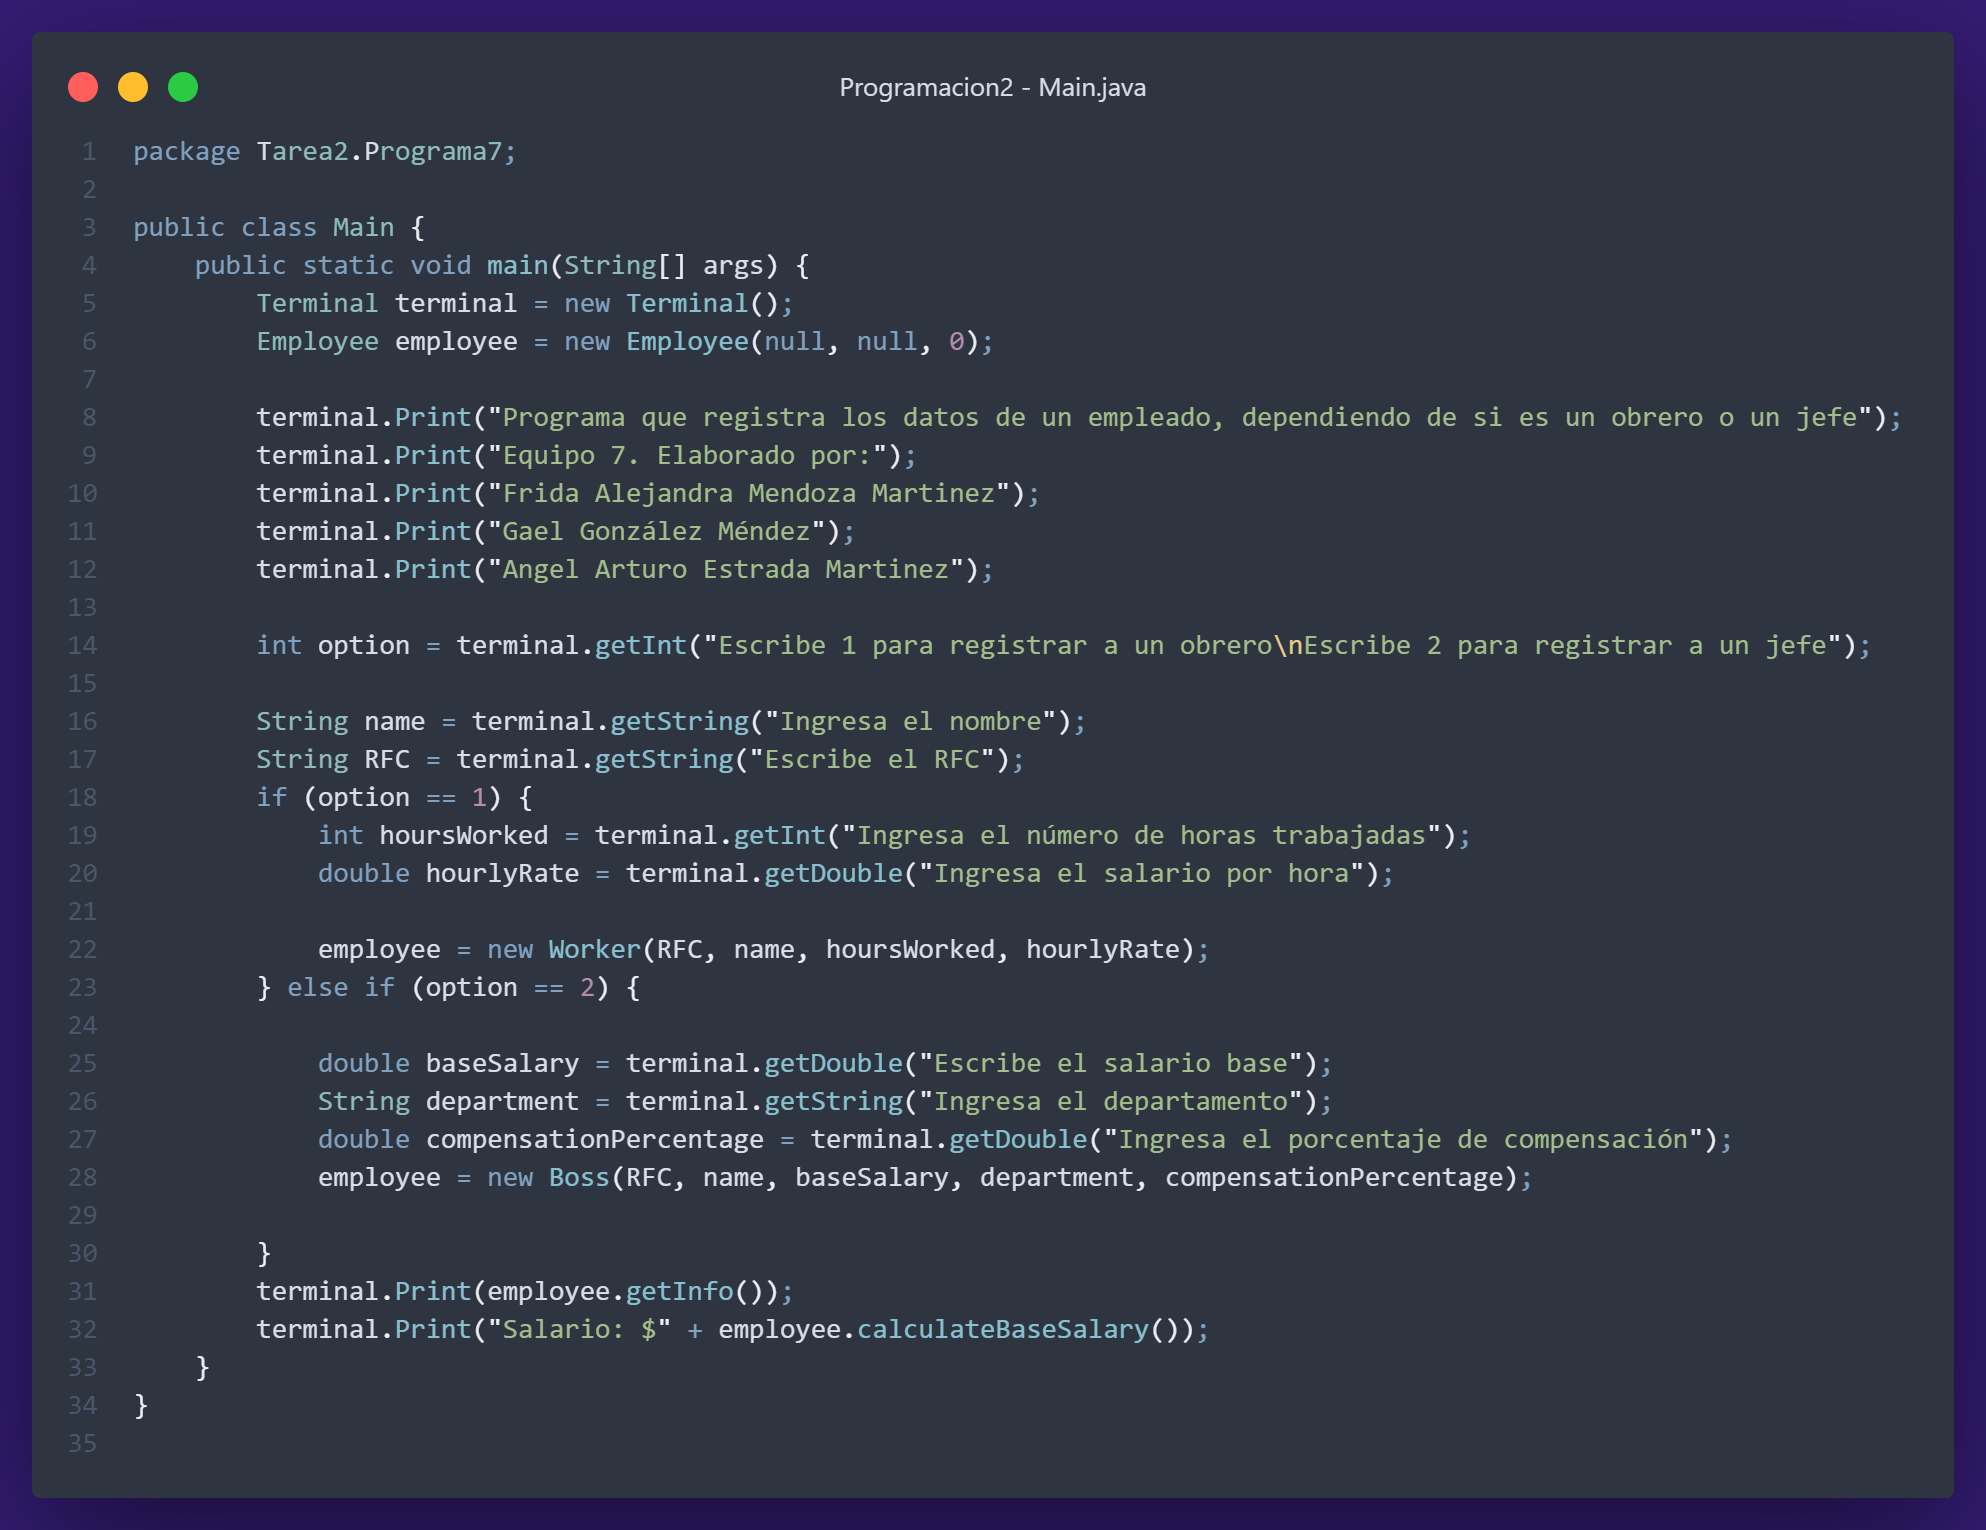 Programacion2 - Main.java
1 package Tarea2.Programa7;
2
3 public class Main {
4     public static void main(String[] args) {
5         Terminal terminal = new Terminal();
6         Employee employee = new Employee(null, null, 0);
7
8         terminal.Print("Programa que registra los datos de un empleado, dependiendo de si es un obrero o un jefe");
9         terminal.Print("Equipo 7. Elaborado por:");
10         terminal.Print("Frida Alejandra Mendoza Martinez");
11         terminal.Print("Gael González Méndez");
12         terminal.Print("Angel Arturo Estrada Martinez");
13
14         int option = terminal.getInt("Escribe 1 para registrar a un obrero\nEscribe 2 para registrar a un jefe");
15
16         String name = terminal.getString("Ingresa el nombre");
17         String RFC = terminal.getString("Escribe el RFC");
18         if (option == 1) {
19             int hoursWorked = terminal.getInt("Ingresa el número de horas trabajadas");
20             double hourlyRate = terminal.getDouble("Ingresa el salario por hora");
21
22             employee = new Worker(RFC, name, hoursWorked, hourlyRate);
23         } else if (option == 2) {
24
25             double baseSalary = terminal.getDouble("Escribe el salario base");
26             String department = terminal.getString("Ingresa el departamento");
27             double compensationPercentage = terminal.getDouble("Ingresa el porcentaje de compensación");
28             employee = new Boss(RFC, name, baseSalary, department, compensationPercentage);
29
30         }
31         terminal.Print(employee.getInfo());
32         terminal.Print("Salario: $" + employee.calculateBaseSalary());
33     }
34 }
35